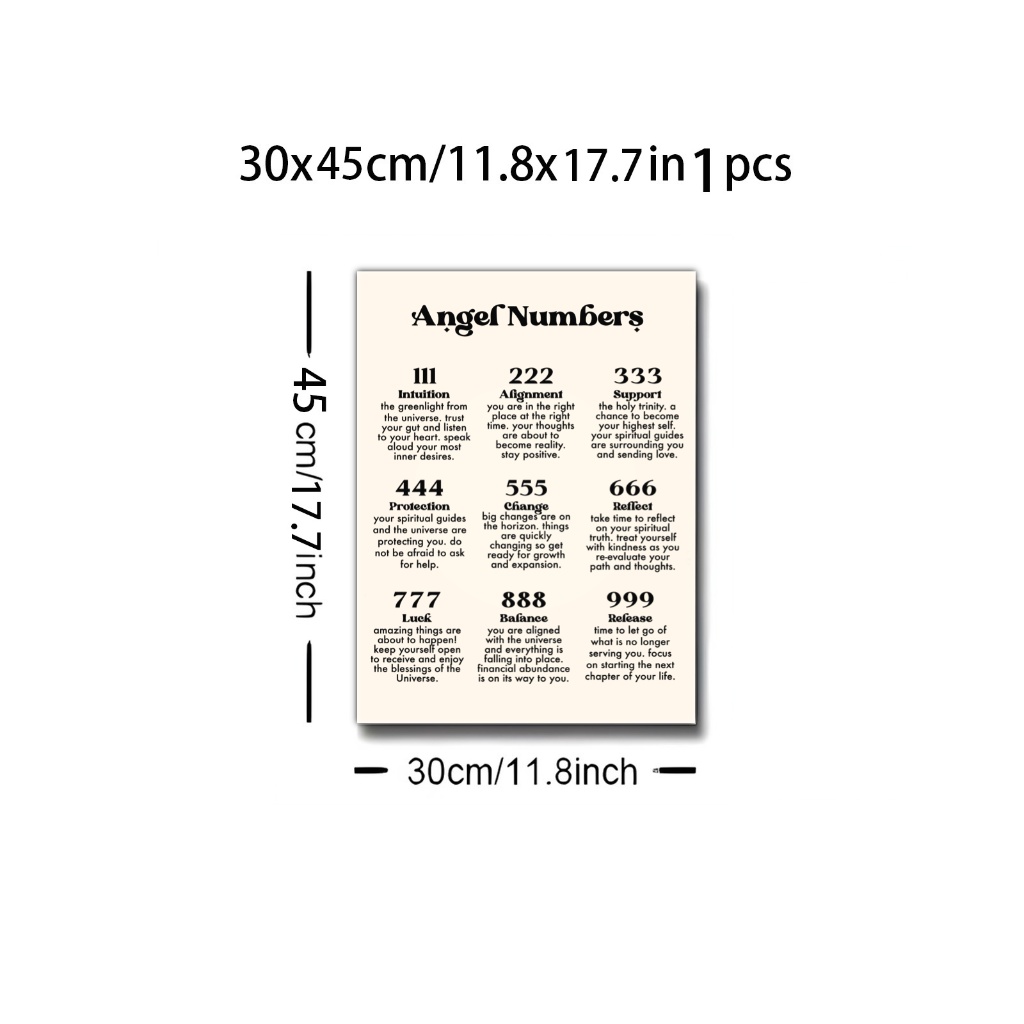 30x45cm/11.8x17.7in 1 pcs
45cm/17.7inch
Angel Numbers
111
Intuition
the greenlight from
the universe. trust
your gut and listen
to your heart. speak
aloud your most
inner desires.
222
Alignment
you are in the right
place at the right
time. your thoughts
are about to
become reality.
stay positive.
333
Support
the holy trinity. a
chance to become
your highest self.
your spiritual guides
are surrounding you
and sending love.
444
Protection
your spiritual guides
and the universe are
protecting you. do
not be afraid to ask
for help.
555
Change
big changes are on
the horizon. things
are quickly
changing so get
ready for growth
and expansion.
666
Reflect
take time to reflect
on your spiritual
truth. treat yourself
with kindness as you
re-evaluate your
path and thoughts.
777
Luck
amazing things are
about to happen!
keep yourself open
to receive and enjoy
the blessings of the
Universe.
888
Balance
you are aligned
with the universe
and everything is
falling into place.
financial abundance
is on its way to you.
999
Release
time to let go of
what is no longer
serving you. focus
on starting the next
chapter of your life.
30cm/11.8inch